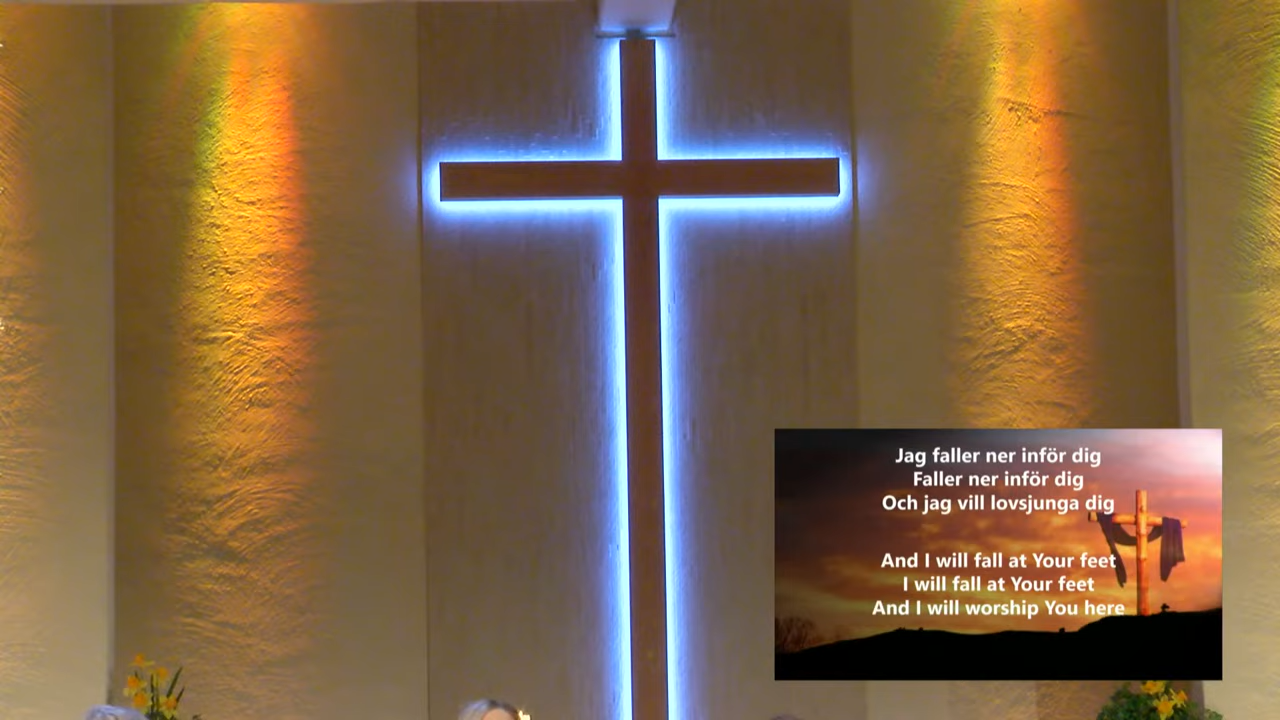 Jag faller ner inför dig
Faller ner inför dig
Och jag vill lovsjunga dig
And I will fall at Your feet
I will fall at Your feet
And I will worship You here